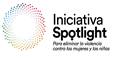 Iniciativa
Spotlight
Para eliminar la violencia
contra las mujeres y las niñas